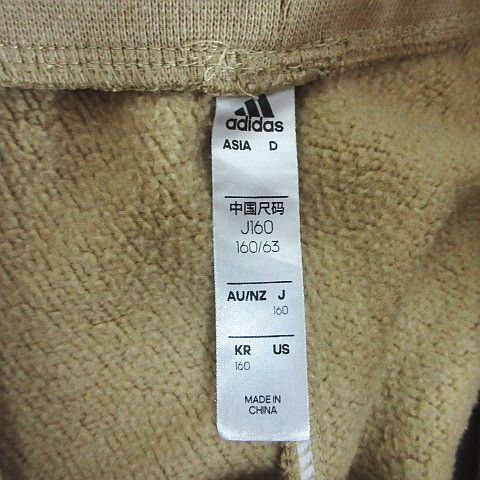 adidas
ASIA D
中国尺码
J160
160/63
AU/NZ J
160
KR US
160
MADE IN
CHINA